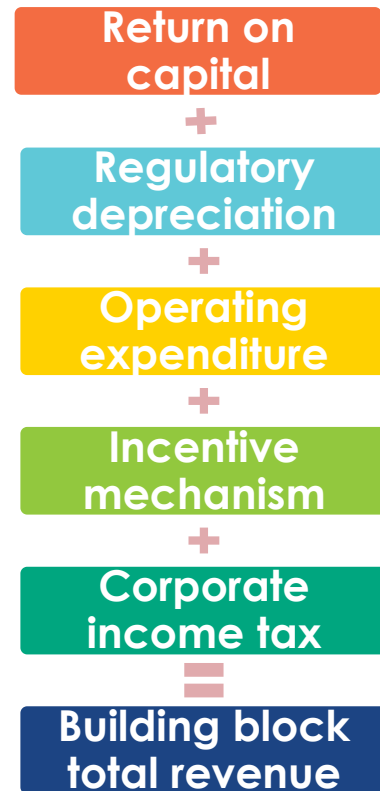 Return on
capital
+
Regulatory
depreciation
+
Operating
expenditure
+
Incentive
mechanism
+
Corporate
income tax
=
Building block
total revenue